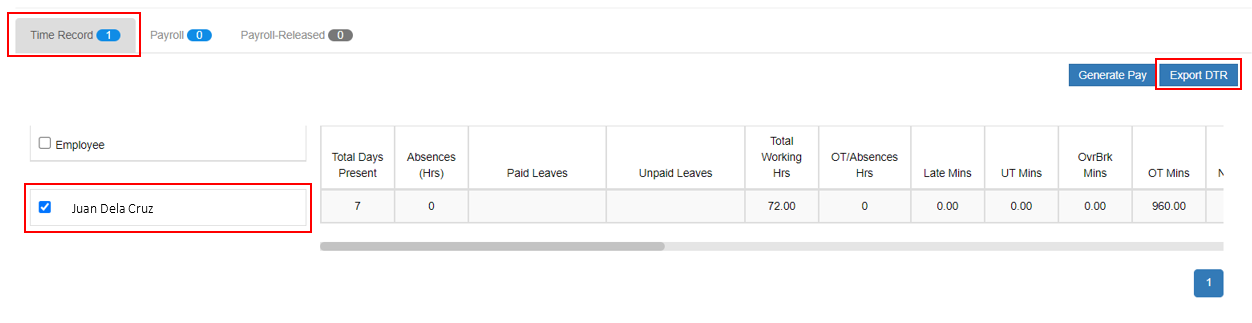 Time Record 1 Payroll 0 Payroll-Released 0
Generate Pay Export DTR
Employee
Total Days Present
Absences (Hrs)
Paid Leaves
Unpaid Leaves
Total Working Hrs
OT/Absences Hrs
Late Mins
UT Mins
OvrBrk Mins
OT Mins
N
Juan Dela Cruz
7 0 72.00 0 0.00 0.00 0.00 960.00
1